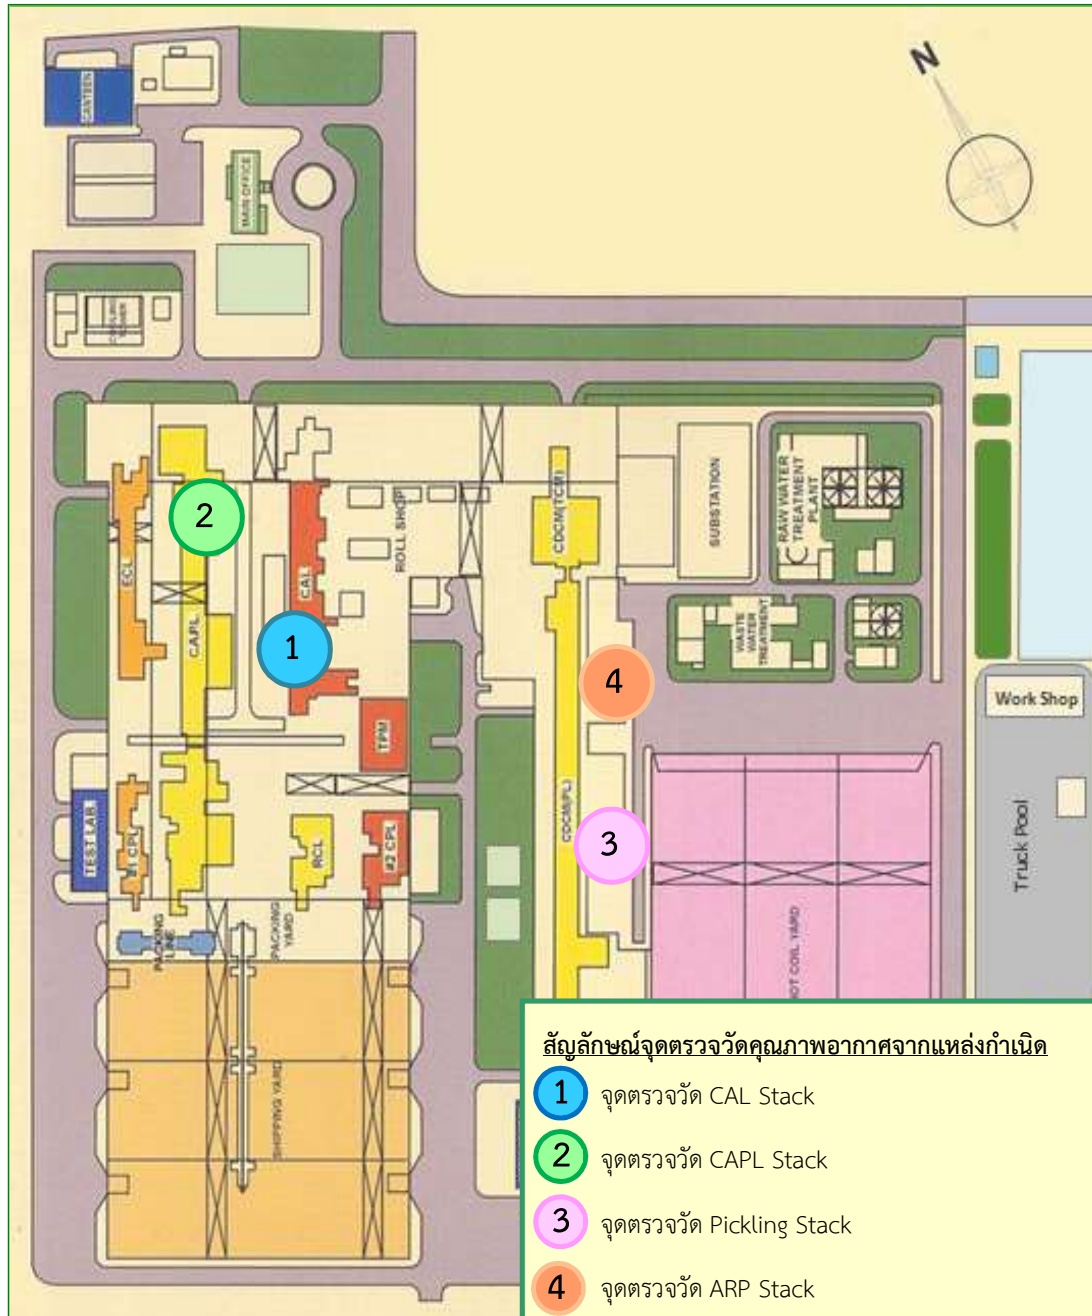 N
CANTEEN
MAIN OFFICE
COOLING TOWER
2
ECL
CAPL
CAL
1
ROLL SHOP
CDCM(TCM)
SUBSTATION
RAW WATER
TREATMENT
PLANT
WASTE
WATER
TREATMENT
4
Work Shop
TPM
TEST LAB.
#1 CPL
RCL
#2 CPL
CDCM(PL)
3
Truck Pool
PACKING
LINE
PACKING
YARD
HOT COIL YARD
SHIPPING YARD
สัญลักษณ์จุดตรวจวัดคุณภาพอากาศจากแหล่งกำเนิด
1 จุดตรวจวัด CAL Stack
2 จุดตรวจวัด CAPL Stack
3 จุดตรวจวัด Pickling Stack
4 จุดตรวจวัด ARP Stack